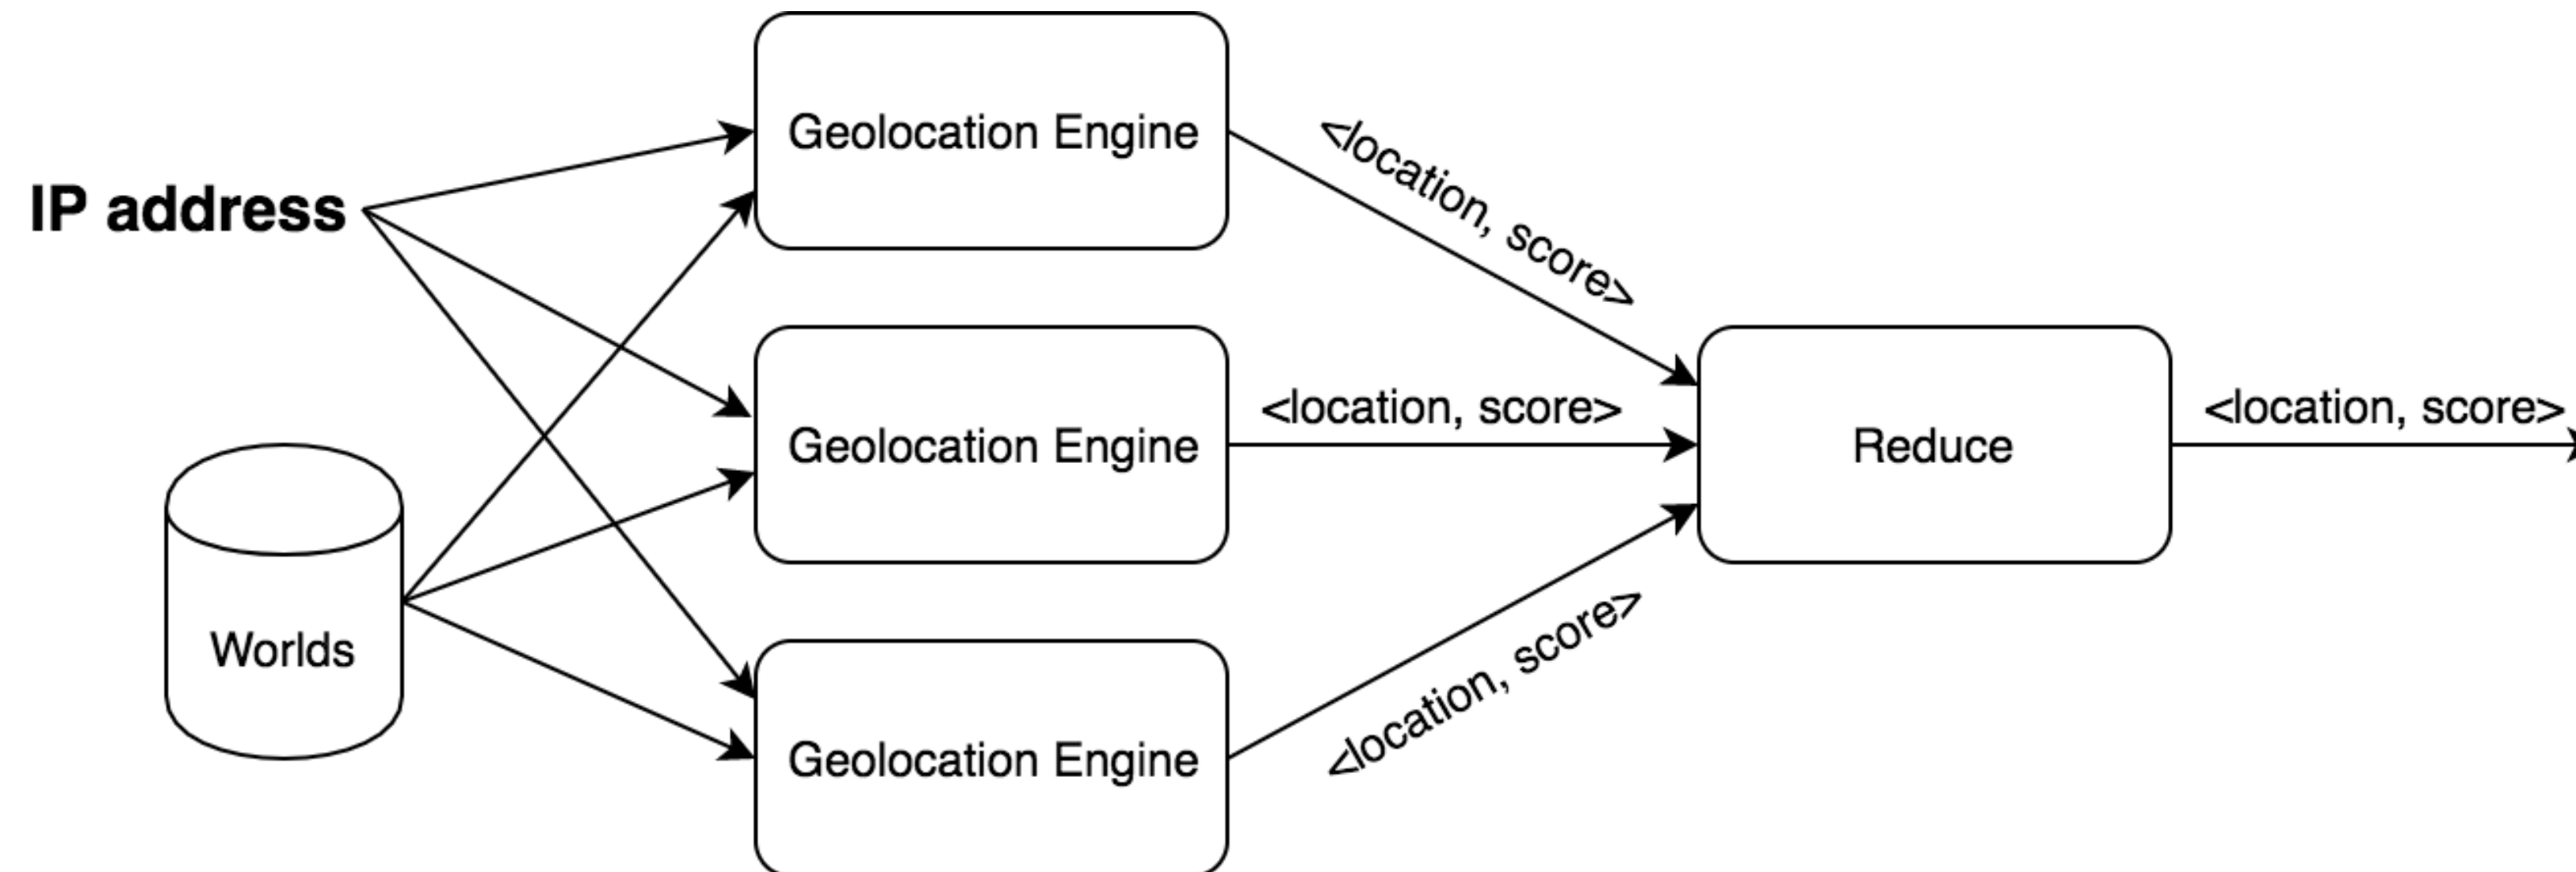 IP address
Worlds
Geolocation Engine
Geolocation Engine
Geolocation Engine
<location, score>
<location, score>
<location, score>
Reduce
<location, score>